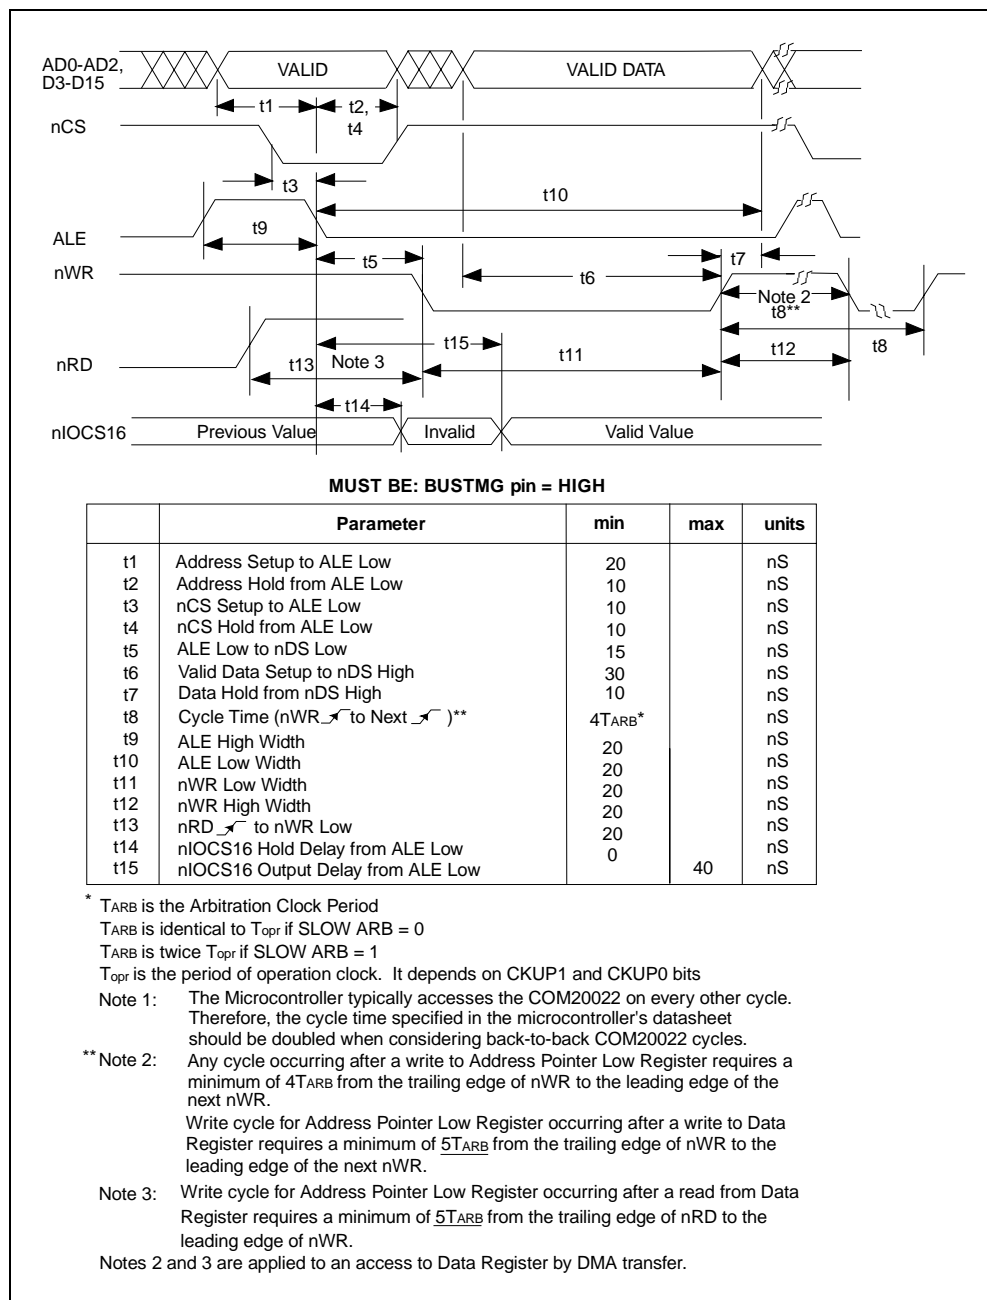 AD0-AD2,
D3-D15
VALID
VALID DATA
t1
t2,
t4
nCS
t3
t10
ALE
t9
nWR
t5
t6
t7
Note 2
t8**
t8
nRD
t13
Note 3
t15
t11
t12
t14
nIOCS16
Previous Value
Invalid
Valid Value
MUST BE: BUSTMG pin = HIGH
Parameter min max units
t1 Address Setup to ALE Low 20 nS
t2 Address Hold from ALE Low 10 nS
t3 nCS Setup to ALE Low 10 nS
t4 nCS Hold from ALE Low 10 nS
t5 ALE Low to nDS Low 15 nS
t6 Valid Data Setup to nDS High 30 nS
t7 Data Hold from nDS High 10 nS
t8 Cycle Time (nWR to Next )** 4TARB* nS
t9 ALE High Width 20 nS
t10 ALE Low Width 20 nS
t11 nWR Low Width 20 nS
t12 nWR High Width 20 nS
t13 nRD to nWR Low 20 nS
t14 nIOCS16 Hold Delay from ALE Low 0 nS
t15 nIOCS16 Output Delay from ALE Low 40 nS
* TARB is the Arbitration Clock Period
TARB is identical to Topr if SLOW ARB = 0
TARB is twice Topr if SLOW ARB = 1
Topr is the period of operation clock. It depends on CKUP1 and CKUP0 bits
Note 1: The Microcontroller typically accesses the COM20022 on every other cycle.
Therefore, the cycle time specified in the microcontroller's datasheet
should be doubled when considering back-to-back COM20022 cycles.
**Note 2: Any cycle occurring after a write to Address Pointer Low Register requires a
minimum of 4TARB from the trailing edge of nWR to the leading edge of the
next nWR.
Write cycle for Address Pointer Low Register occurring after a write to Data
Register requires a minimum of 5TARB from the trailing edge of nWR to the
leading edge of the next nWR.
Note 3: Write cycle for Address Pointer Low Register occurring after a read from Data
Register requires a minimum of 5TARB from the trailing edge of nRD to the
leading edge of nWR.
Notes 2 and 3 are applied to an access to Data Register by DMA transfer.